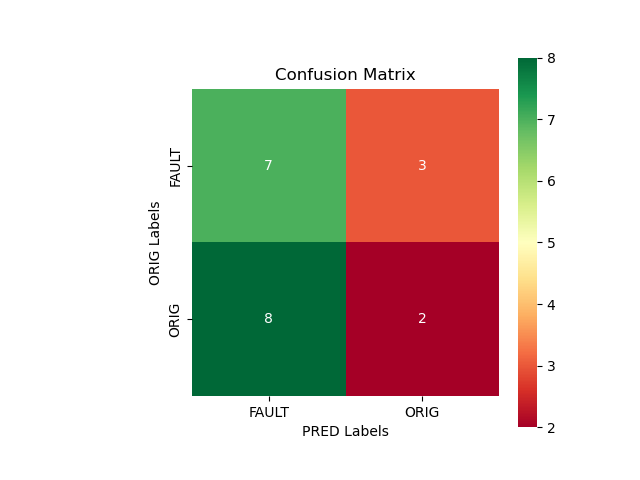 Confusion Matrix
FAULT
7
3
ORIG
8
2
ORIG Labels
FAULT
ORIG
PRED Labels
8
7
6
5
4
3
2